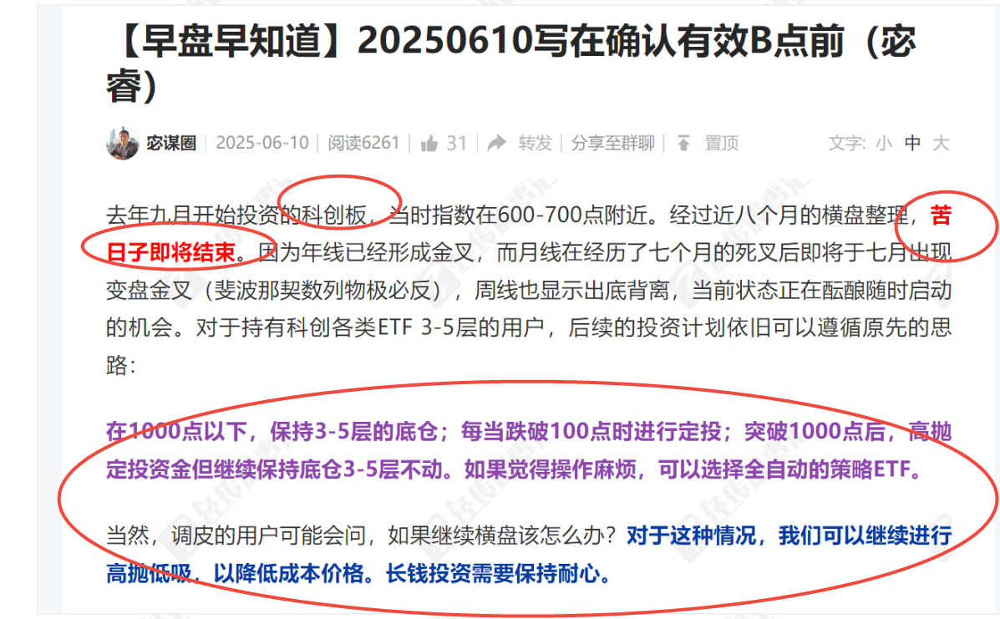 【早盘早知道】20250610写在确认有效B点前（宓
睿）
宓谋圈 2025-06-10 阅读6261 31 转发 分享至群聊 置顶 文字: 小 中 大
去年九月开始投资的科创板，当时指数在600-700点附近。经过近八个月的横盘整理，苦
日子即将结束。因为年线已经形成金叉，而月线在经历了七个月的死叉后即将于七月出现
变盘金叉（斐波那契数列物极必反），周线也显示出底背离，当前状态正在酝酿随时启动
的机会。对于持有科创各类ETF 3-5层的用户，后续的投资计划依旧可以遵循原先的思
路：
在1000点以下，保持3-5层的底仓；每当跌破100点时进行定投；突破1000点后，高抛
定投资金但继续保持底仓3-5层不动。如果觉得操作麻烦，可以选择全自动的策略ETF。
当然，调皮的用户可能会问，如果继续横盘该怎么办？对于这种情况，我们可以继续进行
高抛低吸，以降低成本价格。长钱投资需要保持耐心。